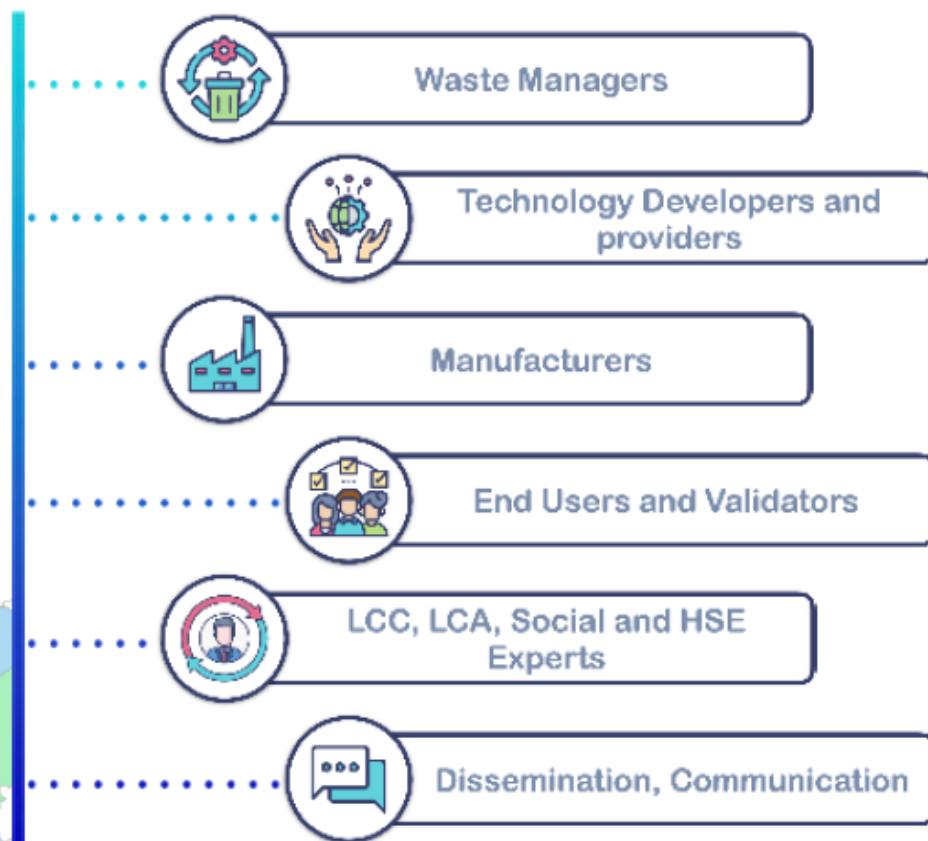 Waste Managers
Technology Developers and
providers
Manufacturers
End Users and Validators
LCC, LCA, Social and HSE
Experts
Dissemination, Communication